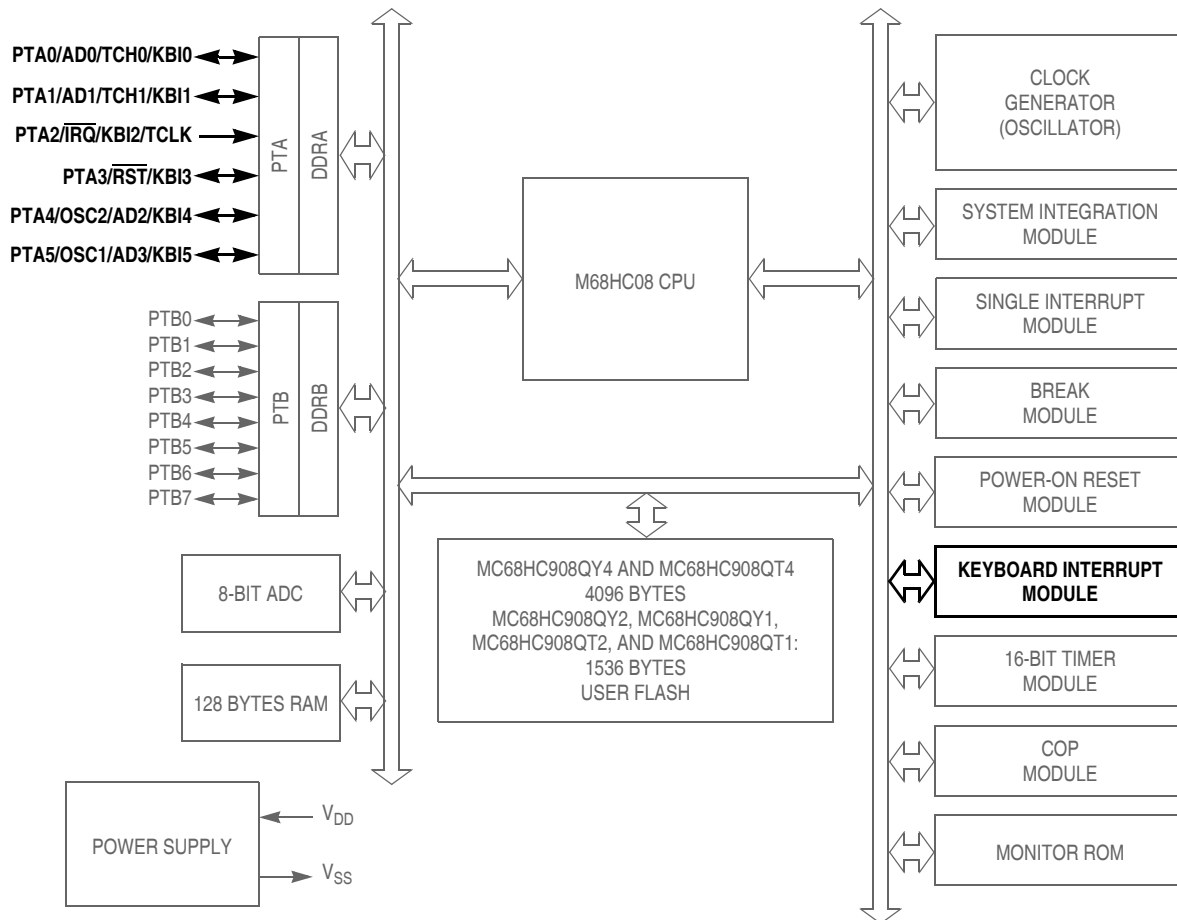 PTA0/AD0/TCH0/KBI0
PTA1/AD1/TCH1/KBI1
PTA2/I̅R̅Q̅/KBI2/TCLK
PTA3/R̅S̅T̅/KBI3
PTA4/OSC2/AD2/KBI4
PTA5/OSC1/AD3/KBI5
PTA
DDRA
PTB0
PTB1
PTB2
PTB3
PTB4
PTB5
PTB6
PTB7
PTB
DDRB
8-BIT ADC
128 BYTES RAM
POWER SUPPLY
VDD
VSS
M68HC08 CPU
MC68HC908QY4 AND MC68HC908QT4
4096 BYTES
MC68HC908QY2, MC68HC908QY1,
MC68HC908QT2, AND MC68HC908QT1:
1536 BYTES
USER FLASH
CLOCK
GENERATOR
(OSCILLATOR)
SYSTEM INTEGRATION
MODULE
SINGLE INTERRUPT
MODULE
BREAK
MODULE
POWER-ON RESET
MODULE
KEYBOARD INTERRUPT
MODULE
16-BIT TIMER
MODULE
COP
MODULE
MONITOR ROM